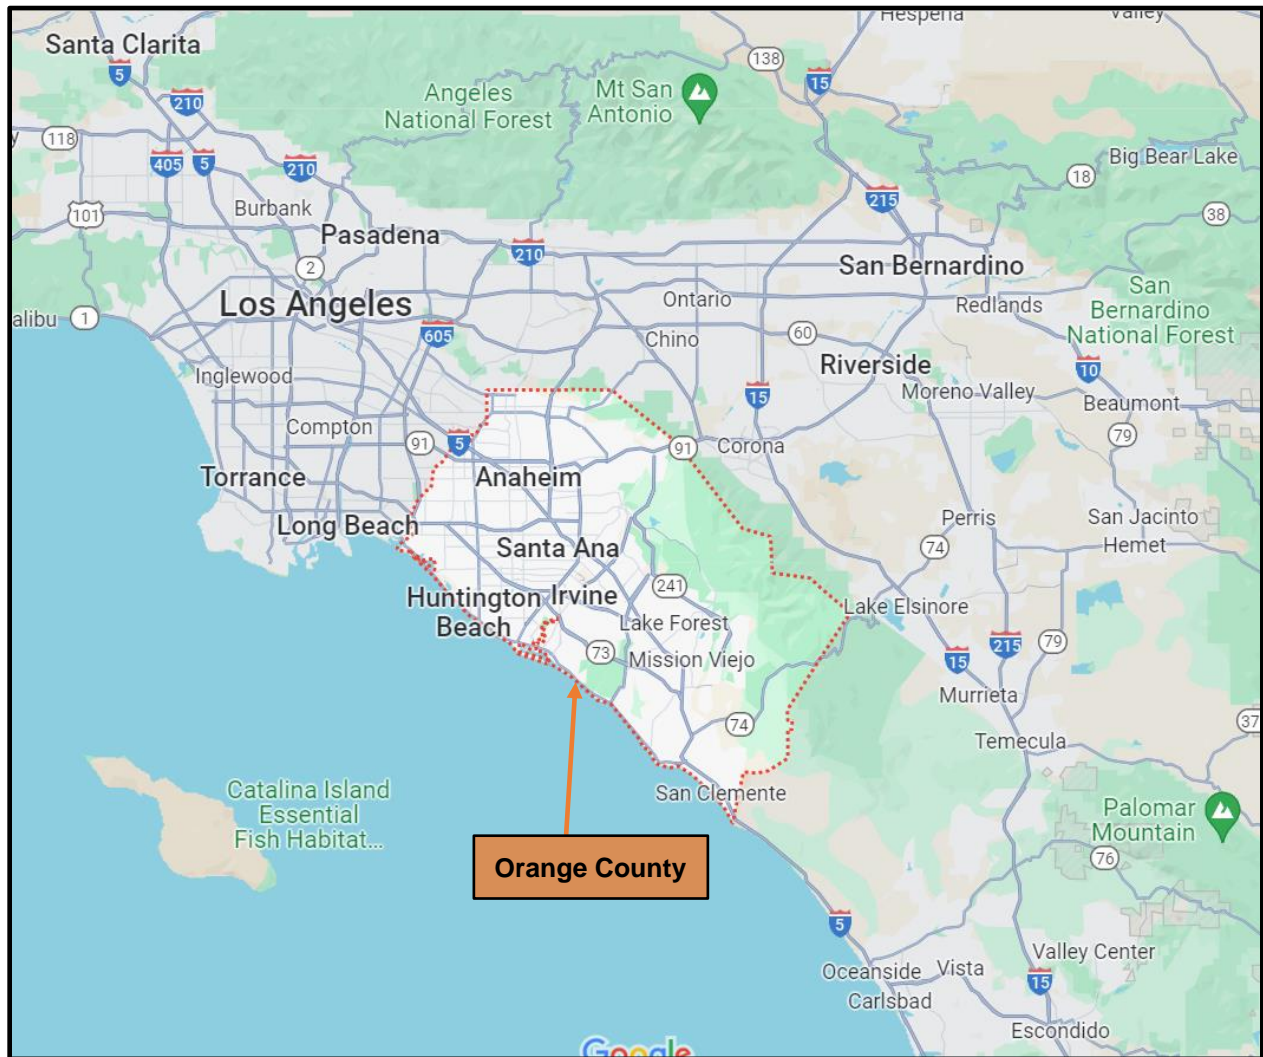 Hesperia
Valley
Santa Clarita
138
5
15
Angeles
National Forest
Mt San
Antonio
210
118
405
5
210
Big Bear Lake
18
215
101
Burbank
38
Pasadena
210
2
San Bernardino
Los Angeles
Ontario
Redlands
San
Bernardino
National Forest
alibu
1
605
Chino
60
Riverside
10
Inglewood
15
Moreno Valley
Beaumont
Compton
91
5
91
Corona
79
Torrance
Anaheim
Long Beach
Perris
San Jacinto
Hemet
Santa Ana
74
241
Huntington
Beach
Irvine
Lake Elsinore
Lake Forest
73
Mission Viejo
215
79
15
Murrieta
74
37
Temecula
Catalina Island
Essential
Fish Habitat...
San Clemente
Palomar
Mountain
76
Orange County
5
Valley Center
Oceanside
Vista
15
Carlsbad
Escondido
Google